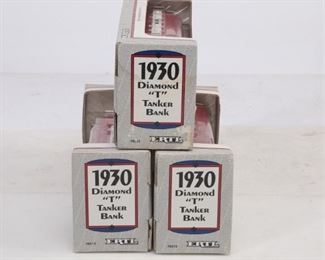 1930
Diamond
"T"
Tanker
Bank
ERTL
1930
Diamond
"T"
Tanker
Bank
ERTL
1930
Diamond
"T"
Tanker
Bank
ERTL